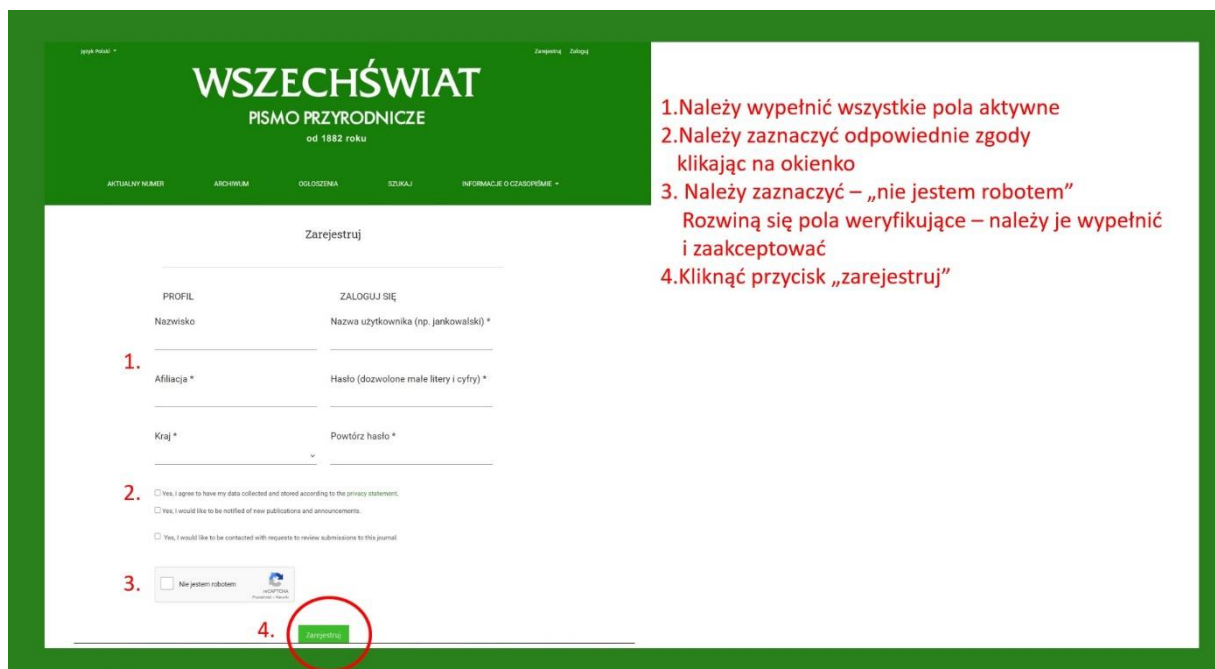 Język Polski
Zarejestruj Zaloguj
WSZECHŚWIAT
PISMO PRZYRODNICZE
od 1882 roku
AKTUALNY NUMER ARCHIWUM OGŁOSZENIA SZUKAJ INFORMACJE O CZASOPIŚMIE
Zarejestruj
PROFIL ZALOGUJ SIĘ
Nazwisko Nazwa użytkownika (np. jankowalski) *
1.
Afiliacja * Hasło (dozwolone małe litery i cyfry) *
Kraj * Powtórz hasło *
2. Yes, I agree to have my data collected and stored according to the privacy statement.
Yes, I would like to be notified of new publications and announcements.
Yes, I would like to be contacted with requests to review submissions to this journal.
3. Nie jestem robotem
reCAPTCHA
Prywatność - Warunki
4. Zarejestruj
1.Należy wypełnić wszystkie pola aktywne
2.Należy zaznaczyć odpowiednie zgody
klikając na okienko
3. Należy zaznaczyć – „nie jestem robotem”
Rozwiną się pola weryfikujące – należy je wypełnić
i zaakceptować
4.Kliknąć przycisk „zarejestruj”